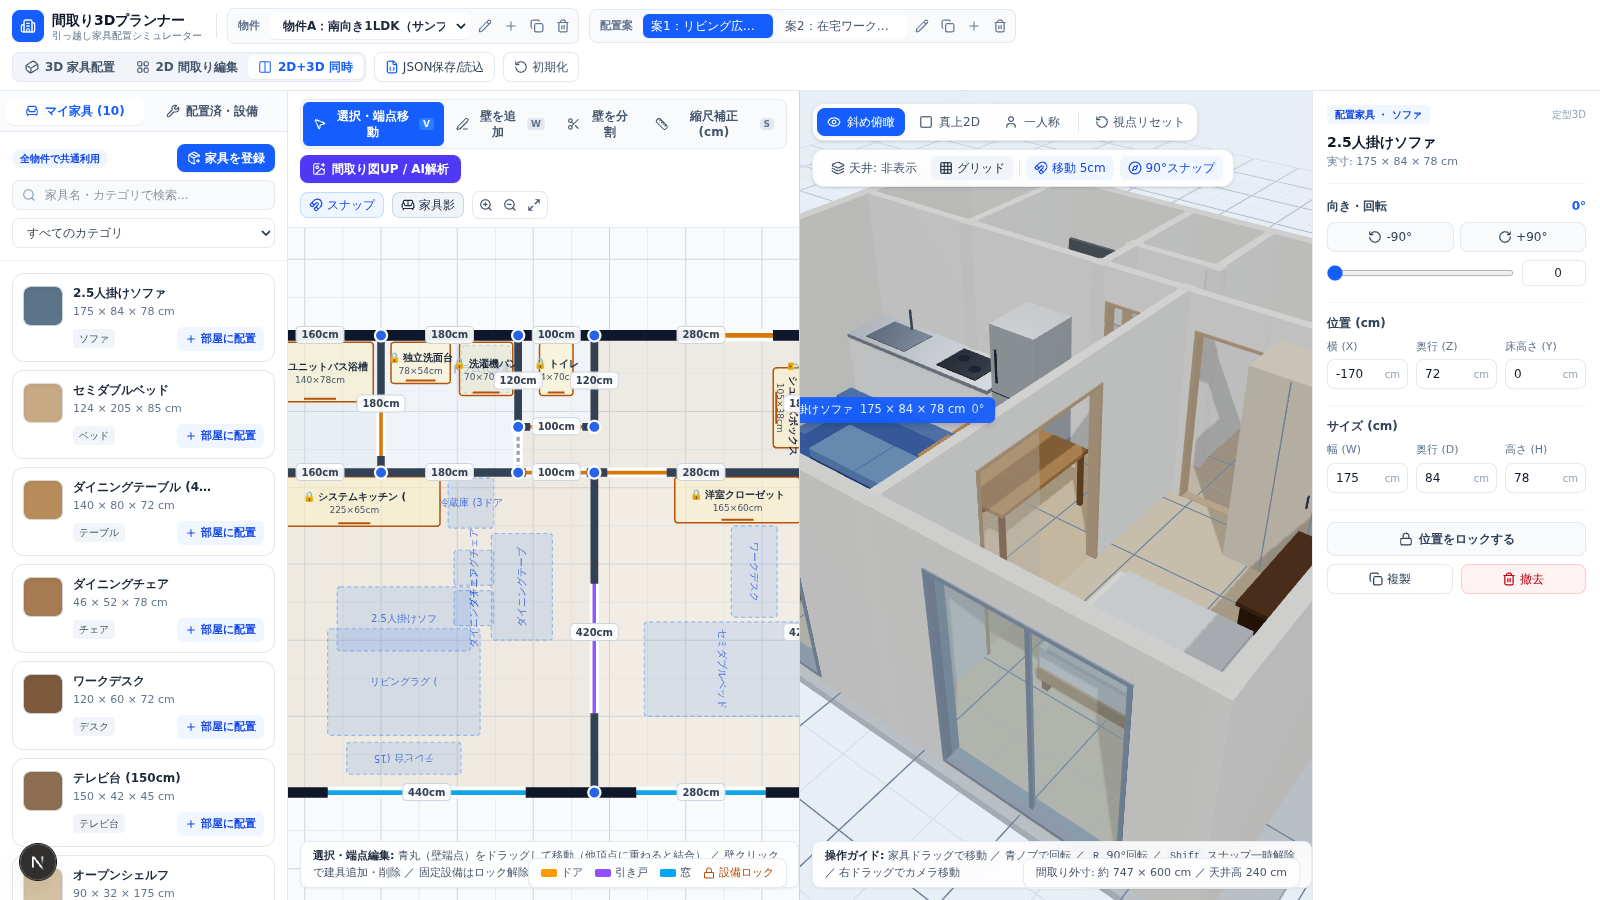 間取り3Dプランナー
引っ越し家具配置シミュレーター
物件
物件A：南向き1LDK（サンプ
配置案
案1：リビング広…
案2：在宅ワーク…
3D 家具配置
2D 間取り編集
2D+3D 同時
JSON保存/読込
初期化
マイ家具 (10)
配置済・設備
全物件で共通利用
家具を登録
家具名・カテゴリで検索...
すべてのカテゴリ
2.5人掛けソファ
175 × 84 × 78 cm
ソファ
部屋に配置
セミダブルベッド
124 × 205 × 85 cm
ベッド
部屋に配置
ダイニングテーブル (4...
140 × 80 × 72 cm
テーブル
部屋に配置
ダイニングチェア
46 × 52 × 78 cm
チェア
部屋に配置
ワークデスク
120 × 60 × 72 cm
デスク
部屋に配置
テレビ台 (150cm)
150 × 42 × 45 cm
テレビ台
部屋に配置
オープンシェルフ
90 × 32 × 175 cm
N
選択・端点移動 V
壁を追加 W
壁を分割
縮尺補正 (cm) S
間取り図UP / AI解析
スナップ
家具影
160cm
180cm
100cm
280cm
ユニットバス浴槽
140×78cm
独立洗面台
78×54cm
洗濯機パン
70×70
トイレ
120cm
120cm
シューズボックス
105×38cm
180cm
100cm
160cm
180cm
100cm
280cm
システムキッチン (
225×65cm
冷蔵庫 (3ドア
洋室クローゼット
165×60cm
ワークデスク
2.5人掛けソフ
420cm
セミダブルベッド
リビングラグ (
テレビ台 (15
440cm
280cm
選択・端点編集: 青丸（壁端点）をドラッグして移動（他頂点に重ねると結合） ／ 壁クリック
で建具追加・削除 ／ 固定設備はロック解除
ドア
引き戸
窓
設備ロック
斜め俯瞰
真上2D
一人称
視点リセット
天井: 非表示
グリッド
移動 5cm
90°スナップ
掛けソファ 175 × 84 × 78 cm 0°
操作ガイド: 家具ドラッグで移動 ／ 青ノブで回転 ／ R 90°回転 ／ Shift スナップ一時解除
／ 右ドラッグでカメラ移動
間取り外寸: 約 747 × 600 cm ／ 天井高 240 cm
配置家具 ・ ソファ
定型3D
2.5人掛けソファ
実寸: 175 × 84 × 78 cm
向き・回転
0°
-90°
+90°
0
位置 (cm)
横 (X)
奥行 (Z)
床高さ (Y)
-170 cm
72 cm
0 cm
サイズ (cm)
幅 (W)
奥行 (D)
高さ (H)
175 cm
84 cm
78 cm
位置をロックする
複製
撤去